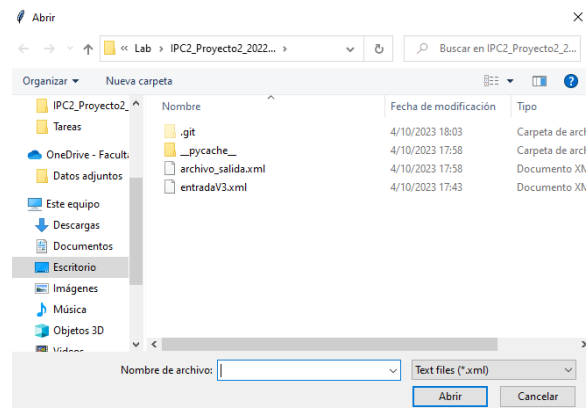 Abrir
« Lab › IPC2_Proyecto2_2022... ›
Buscar en IPC2_Proyecto2_2...
Organizar
Nueva carpeta
IPC2_Proyecto2_
Tareas
OneDrive - Faculta
Datos adjuntos
Este equipo
Descargas
Documentos
Escritorio
Imágenes
Música
Objetos 3D
Videos
Nombre Fecha de modificación Tipo
.git 4/10/2023 18:03 Carpeta de arch
__pycache__ 4/10/2023 17:58 Carpeta de arch
archivo_salida.xml 4/10/2023 17:58 Documento XM
entradaV3.xml 4/10/2023 17:43 Documento XM
Nombre de archivo:
Text files (*.xml)
Abrir
Cancelar